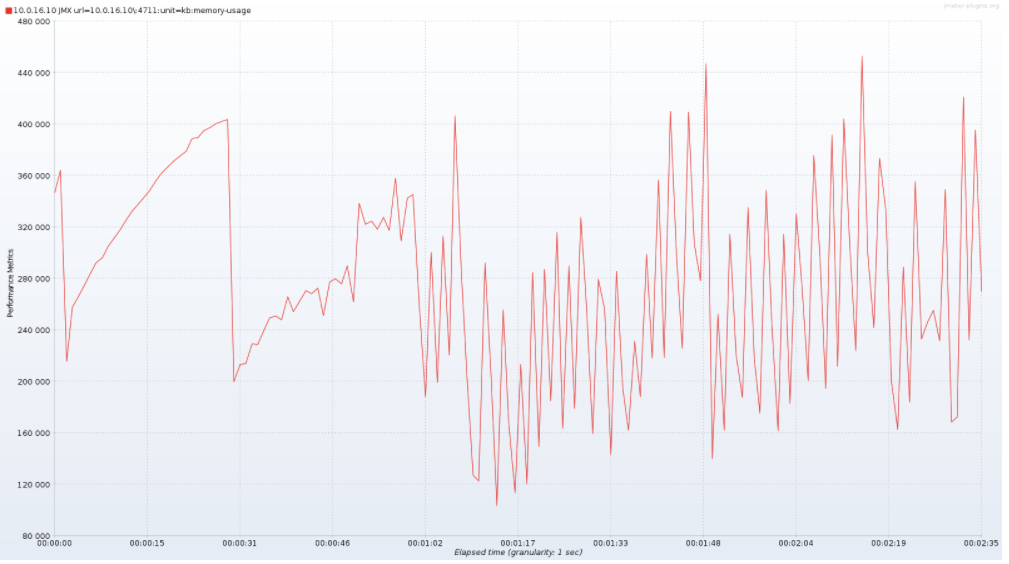 jmeter-plugins.org
10.0.16.10 JMX url=10.0.16.10\:4711:unit=kb:memory-usage
480 000
440 000
400 000
360 000
320 000
280 000
240 000
200 000
160 000
120 000
80 000
Performance Metrics
00:00:00 00:00:15 00:00:31 00:00:46 00:01:02 00:01:17 00:01:33 00:01:48 00:02:04 00:02:19 00:02:35
Elapsed time (granularity: 1 sec)